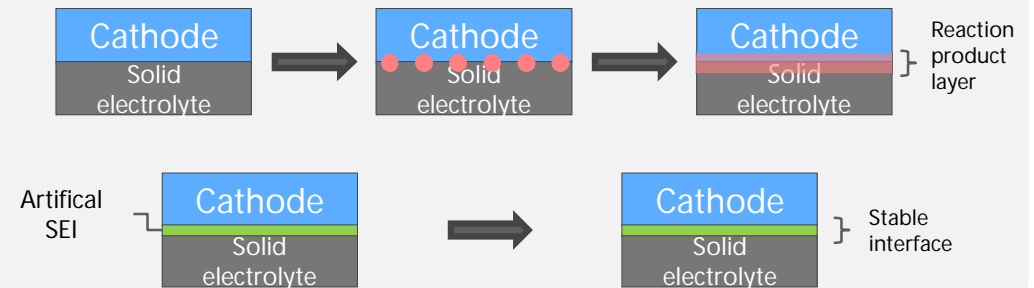 Cathode
Solid
electrolyte
Cathode
Solid
electrolyte
Cathode
Solid
electrolyte
Reaction
product
layer
Artifical
SEI
Cathode
Solid
electrolyte
Cathode
Solid
electrolyte
Stable
interface